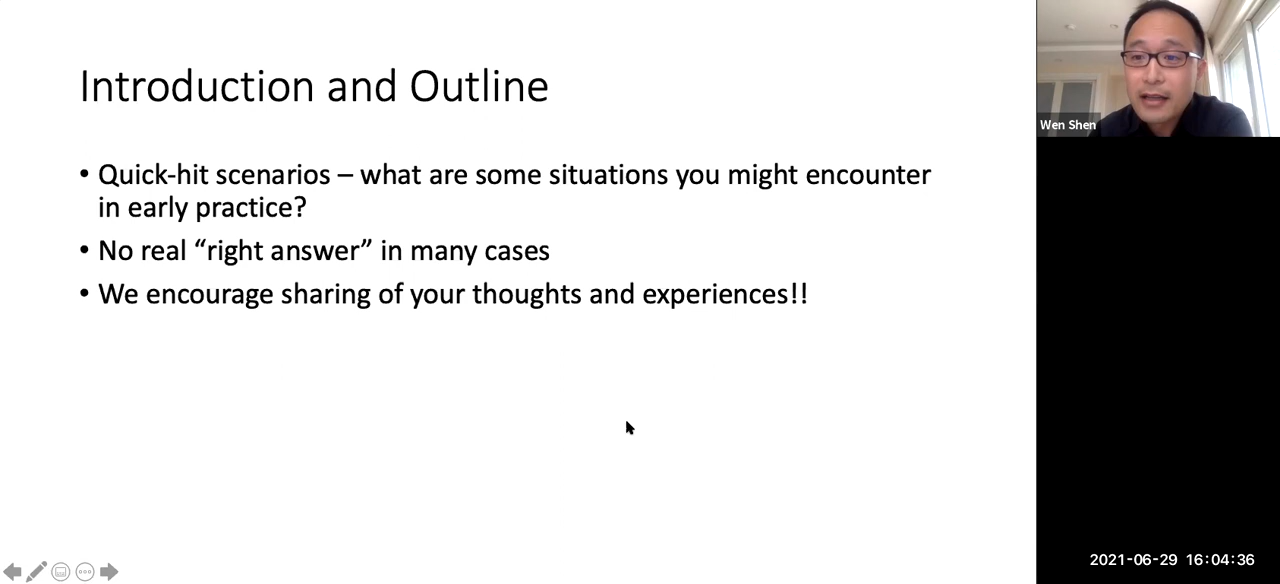 Introduction and Outline
• Quick-hit scenarios – what are some situations you might encounter
in early practice?
• No real “right answer” in many cases
• We encourage sharing of your thoughts and experiences!!
Wen Shen
2021-06-29 16:04:36